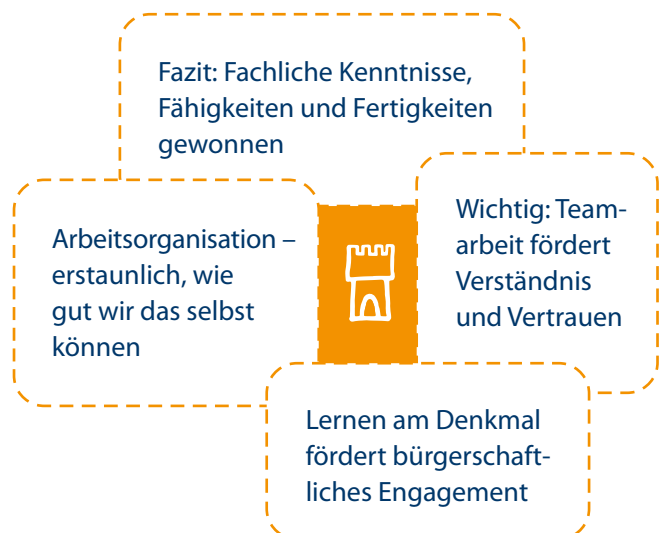 Fazit: Fachliche Kenntnisse,
Fähigkeiten und Fertigkeiten
gewonnen
Arbeitsorganisation –
erstaunlich, wie
gut wir das selbst
können
Wichtig: Team-
arbeit fördert
Verständnis
und Vertrauen
Lernen am Denkmal
fördert bürgerschaft-
liches Engagement